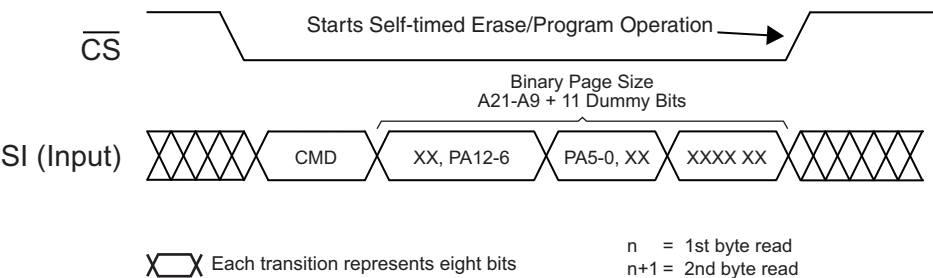 Starts Self-timed Erase/Program Operation
CS
Binary Page Size
A21-A9 + 11 Dummy Bits
SI (Input)
CMD
XX, PA12-6
PA5-0, XX
XXXX XX
Each transition represents eight bits
n = 1st byte read
n+1 = 2nd byte read